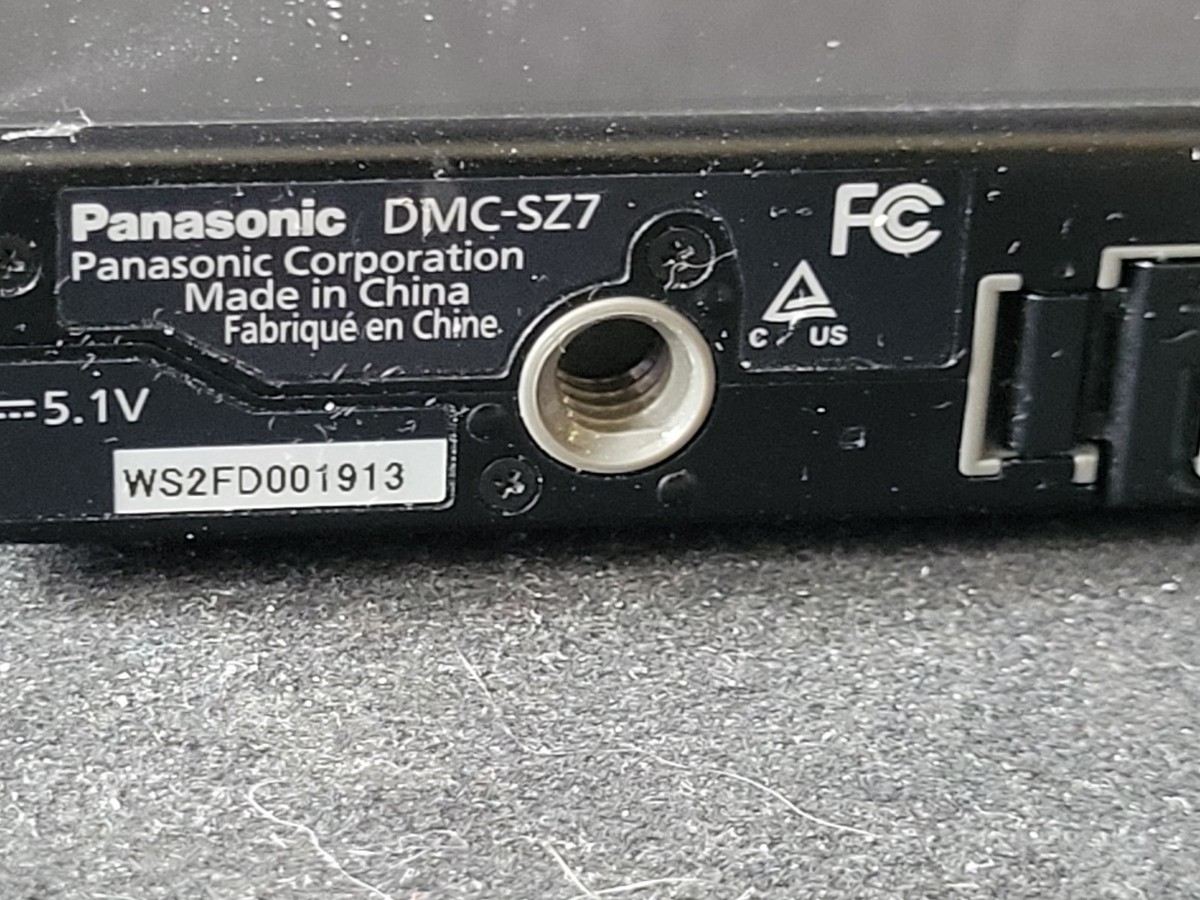 Panasonic DMC-SZ7
Panasonic Corporation
Made in China
Fabriqué en Chine
FC
C US
⎓5.1V
WS2FD001913